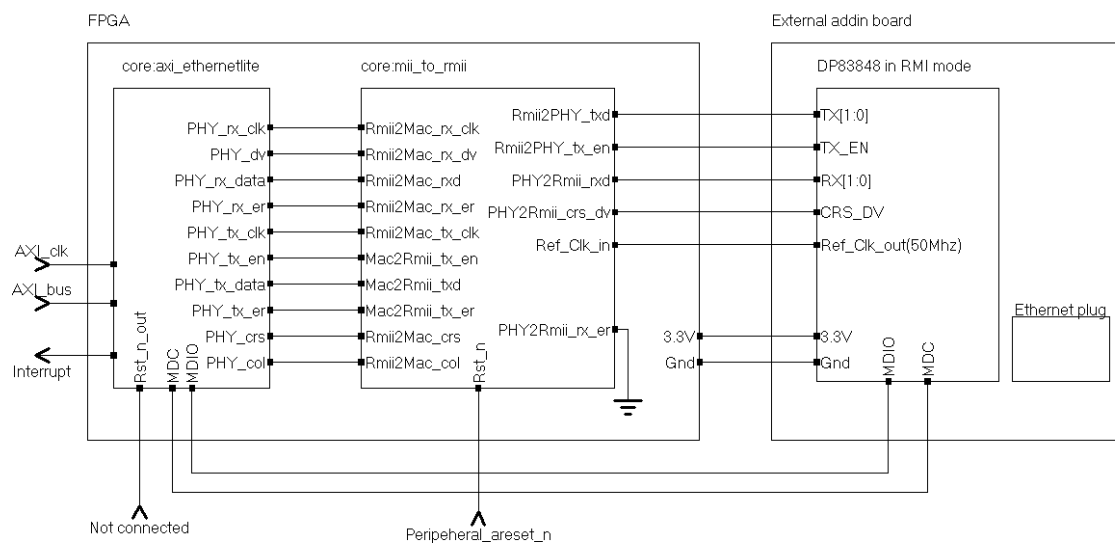 FPGA
External addin board
core:axi_ethernetlite
core:mii_to_rmii
DP83848 in RMI mode
PHY_rx_clk
PHY_dv
PHY_rx_data
PHY_rx_er
PHY_tx_clk
PHY_tx_en
PHY_tx_data
PHY_tx_er
PHY_crs
PHY_col
Rmii2Mac_rx_clk
Rmii2Mac_rx_dv
Rmii2Mac_rxd
Rmii2Mac_rx_er
Rmii2Mac_tx_clk
Mac2Rmii_tx_en
Mac2Rmii_txd
Mac2Rmii_tx_er
Rmii2Mac_crs
Rmii2Mac_col
Rmii2PHY_txd
Rmii2PHY_tx_en
PHY2Rmii_rxd
PHY2Rmii_crs_dv
Ref_Clk_in
PHY2Rmii_rx_er
TX[1:0]
TX_EN
RX[1:0]
CRS_DV
Ref_Clk_out(50Mhz)
3.3V
Gnd
3.3V
Gnd
Ethernet plug
AXI_clk
AXI_bus
Interrupt
Rst_n_out
MDC
MDIO
Rst_n
MDIO
MDC
Not connected
Peripeheral_areset_n